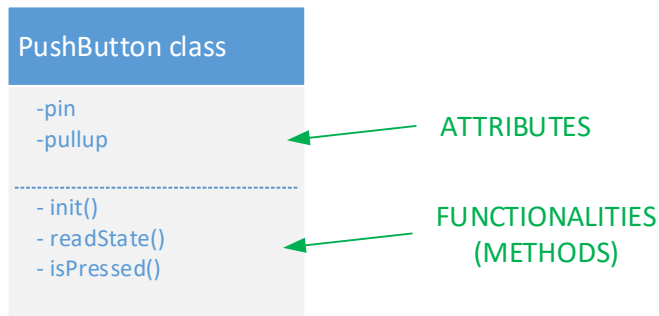 PushButton class
-pin
-pullup
ATTRIBUTES
- init()
- readState()
- isPressed()
FUNCTIONALITIES
(METHODS)